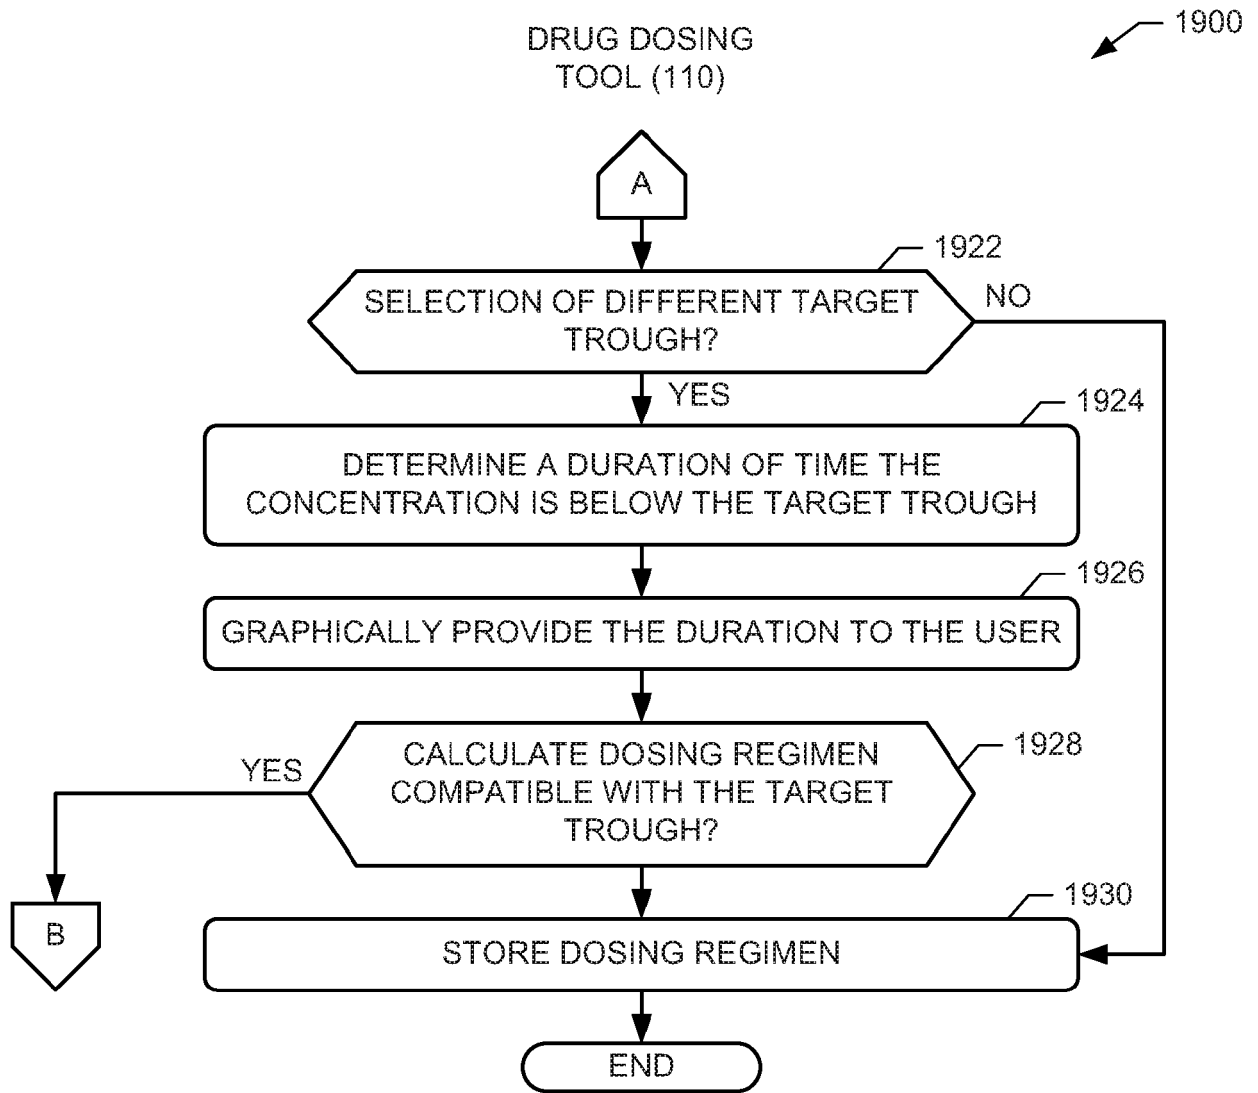 1900
DRUG DOSING
TOOL (110)
A
1922
SELECTION OF DIFFERENT TARGET
TROUGH?
NO
YES
1924
DETERMINE A DURATION OF TIME THE
CONCENTRATION IS BELOW THE TARGET TROUGH
1926
GRAPHICALLY PROVIDE THE DURATION TO THE USER
1928
CALCULATE DOSING REGIMEN
COMPATIBLE WITH THE TARGET
TROUGH?
YES
B
1930
STORE DOSING REGIMEN
END